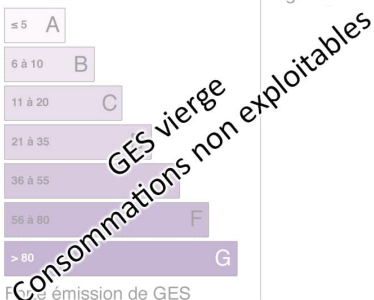 ≤ 5 A
6 à 10 B
11 à 20 C
21 à 35
36 à 55
56 à 80 F
> 80 G
Forte émission de GES
GES vierge
Consommations non exploitables